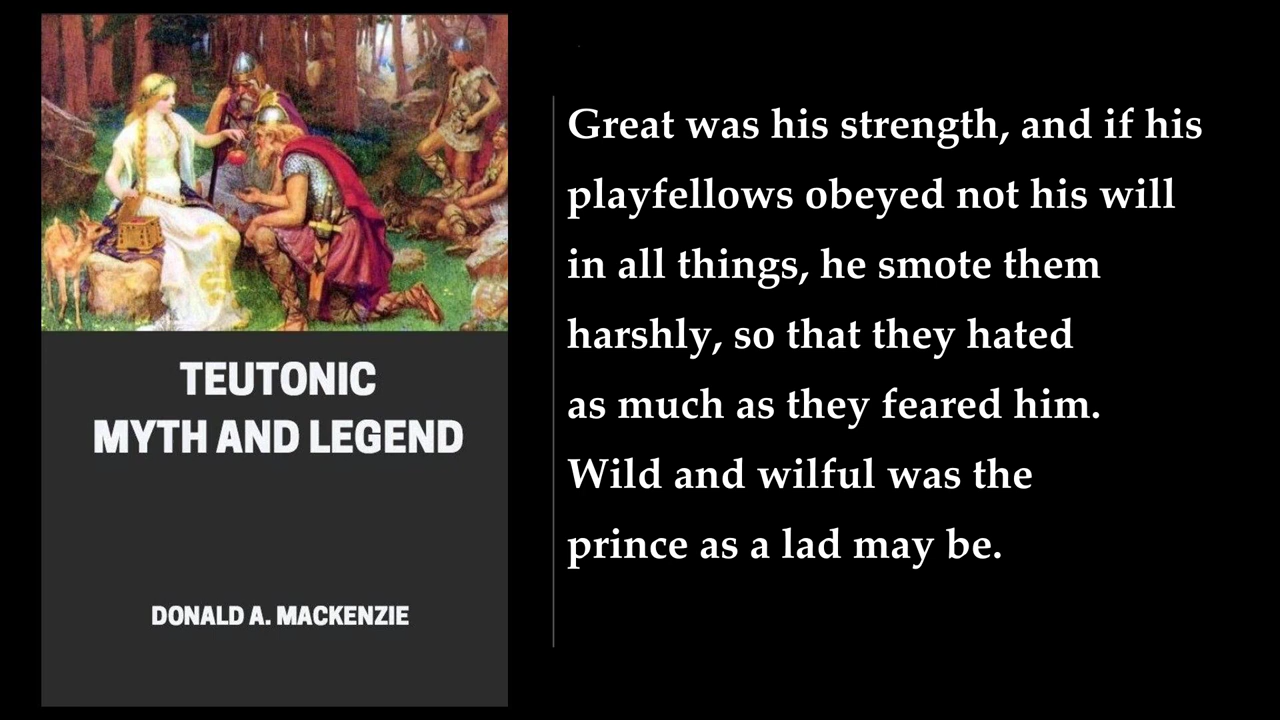 TEUTONIC
MYTH AND LEGEND
DONALD A. MACKENZIE
Great was his strength, and if his
playfellows obeyed not his will
in all things, he smote them
harshly, so that they hated
as much as they feared him.
Wild and wilful was the
prince as a lad may be.